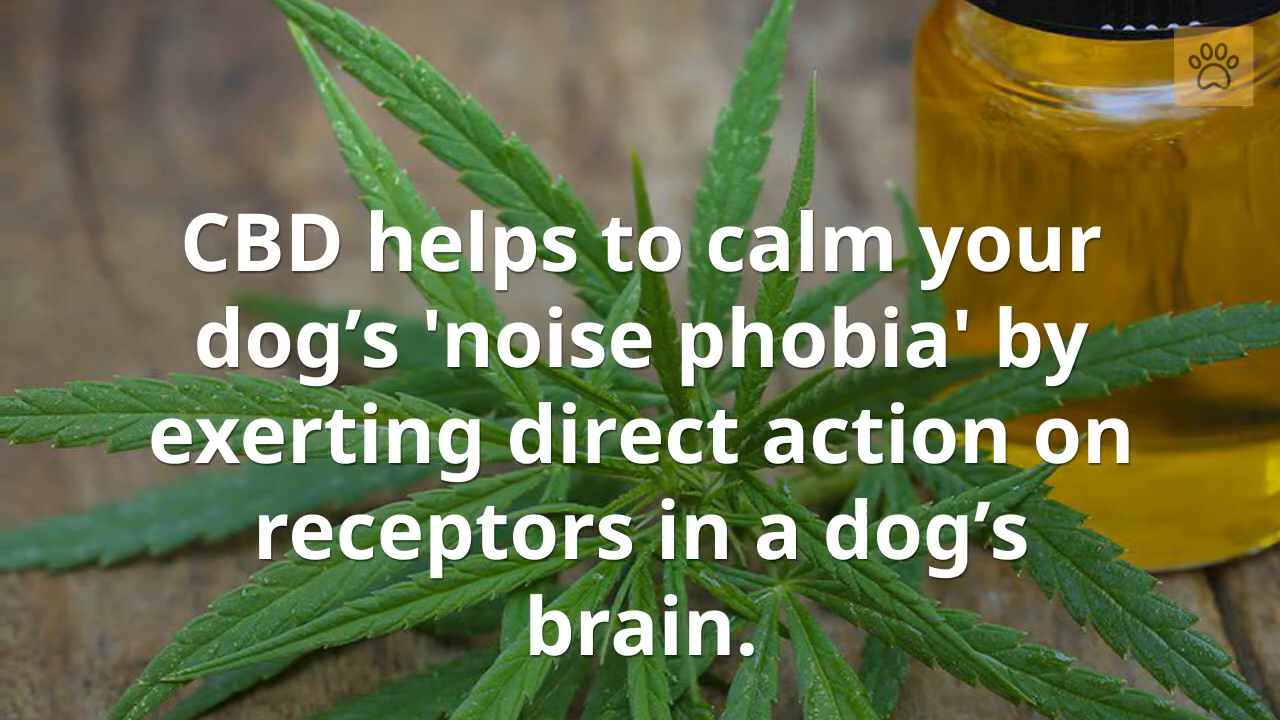 CBD helps to calm your
dog’s 'noise phobia' by
exerting direct action on
receptors in a dog’s
brain.